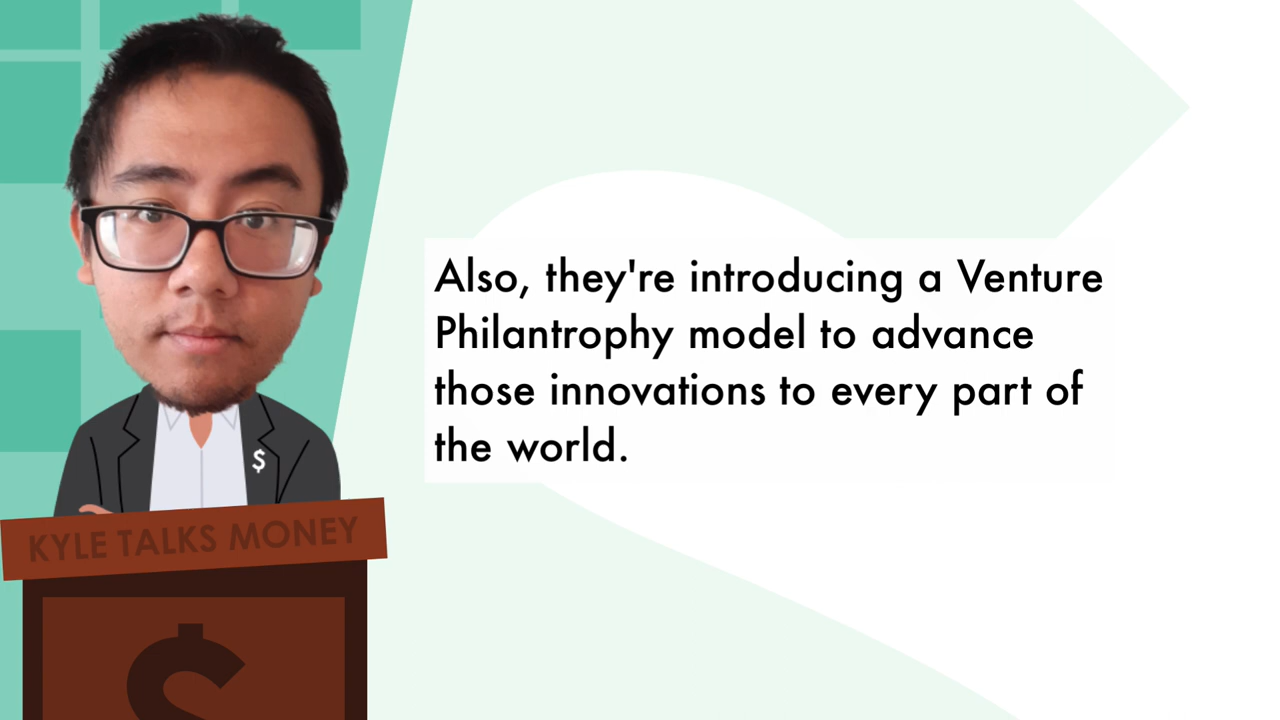 Also, they're introducing a Venture
Philantrophy model to advance
those innovations to every part of
the world.
$
KYLE TALKS MONEY
$